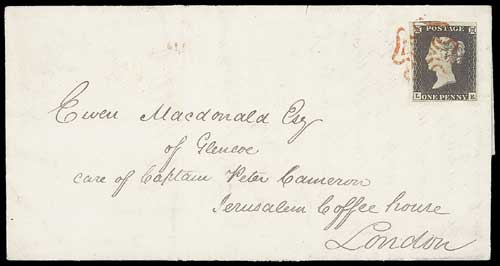 POSTAGE
L E
ONE PENNY
Ewen Macdonald Esq
of Glencoe
care of Captain Peter Cameron
Jerusalem Coffee house
London